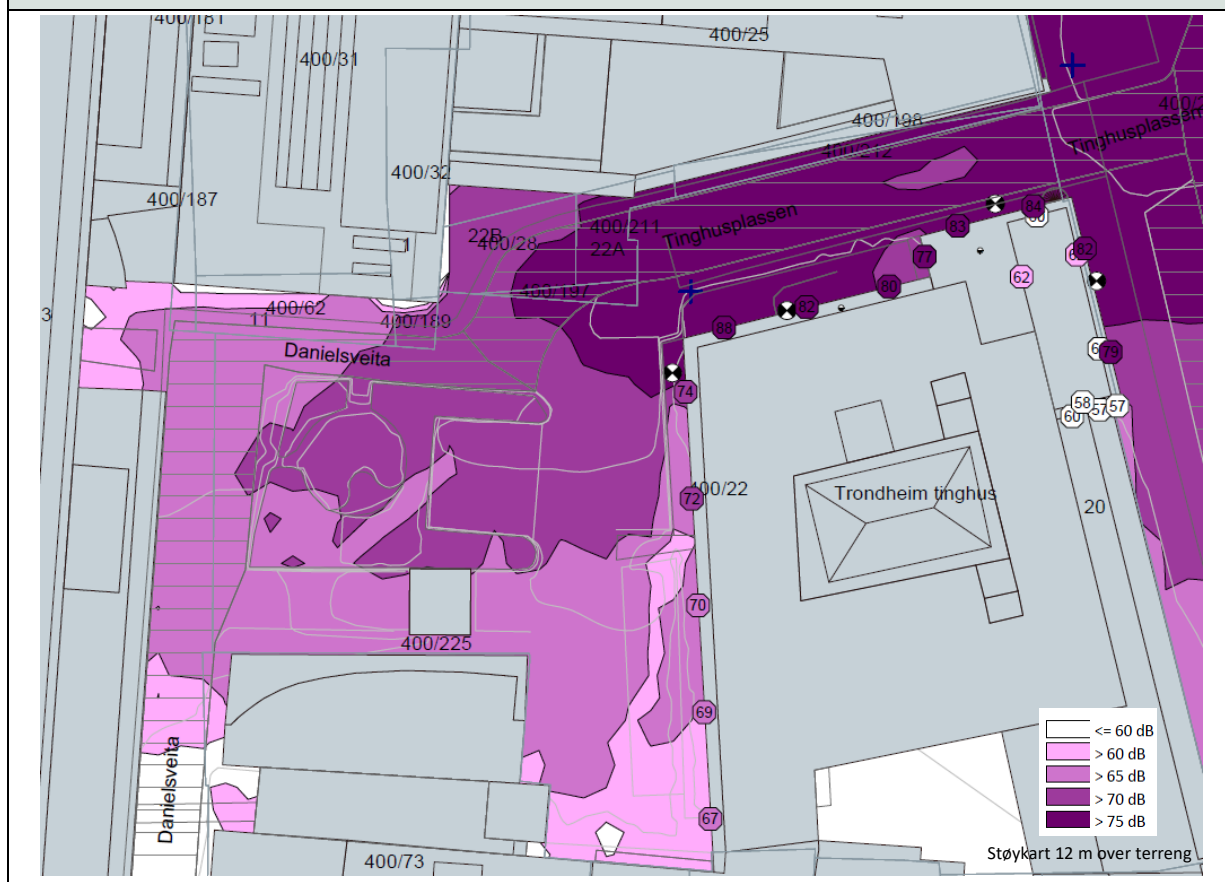 400/181
400/25
400/31
400/198
Tinghusplassen
400/212
400/32
400/187
84
83
Tinghusplassen
400/211
22B
400/28
22A
1
82
77
62
80
400/197
82
400/62
11
400/189
3
88
Danielsveita
79
74
58
57
57
60
72
400/22
Trondheim tinghus
20
70
400/225
69
Danielsveita
67
400/73
<= 60 dB
> 60 dB
> 65 dB
> 70 dB
> 75 dB
Støykart 12 m over terreng